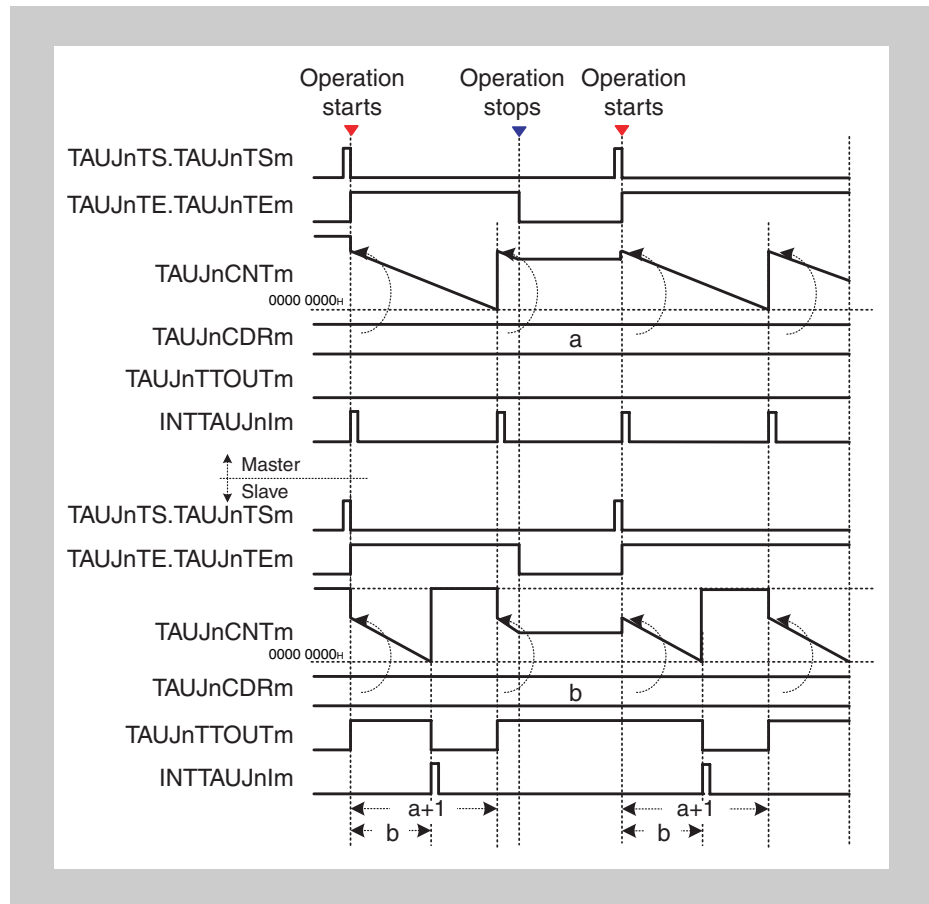 Operation starts
Operation stops
Operation starts
TAUJnTS.TAUJnTSm
TAUJnTE.TAUJnTEm
TAUJnCNTm
0000 0000H
TAUJnCDRm
a
TAUJnTTOUTm
INTTAUJnIm
Master
Slave
TAUJnTS.TAUJnTSm
TAUJnTE.TAUJnTEm
TAUJnCNTm
0000 0000H
TAUJnCDRm
b
TAUJnTTOUTm
INTTAUJnIm
a+1 a+1
b b